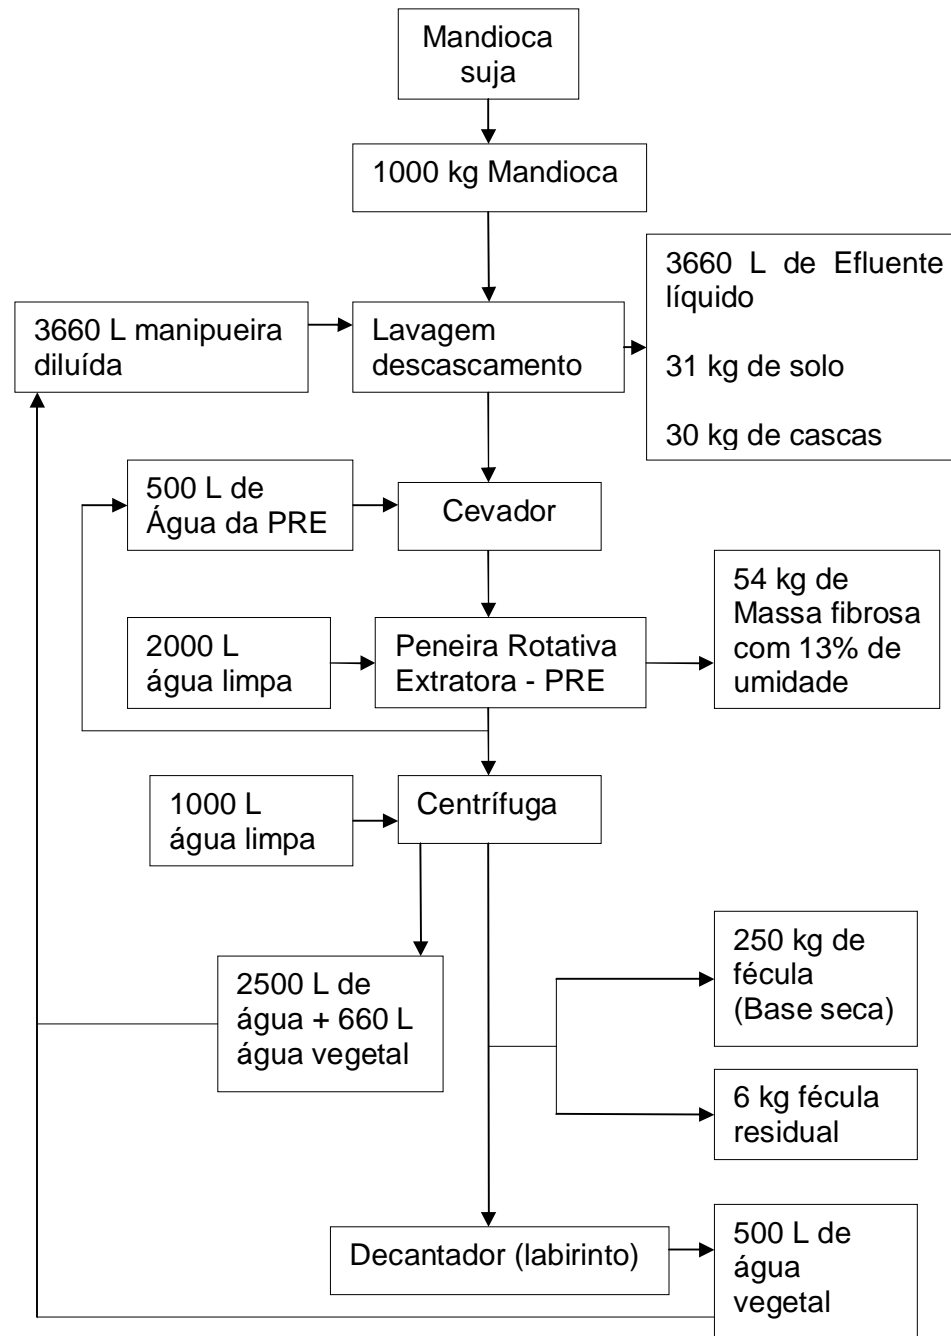 Mandioca
suja
1000 kg Mandioca
3660 L de Efluente
líquido
31 kg de solo
30 kg de cascas
3660 L manipueira
diluída
Lavagem
descascamento
500 L de
Água da PRE
Cevador
54 kg de
Massa fibrosa
com 13% de
umidade
2000 L
água limpa
Peneira Rotativa
Extratora - PRE
1000 L
água limpa
Centrífuga
250 kg de
fécula
(Base seca)
2500 L de
água + 660 L
água vegetal
6 kg fécula
residual
Decantador (labirinto)
500 L de
água
vegetal